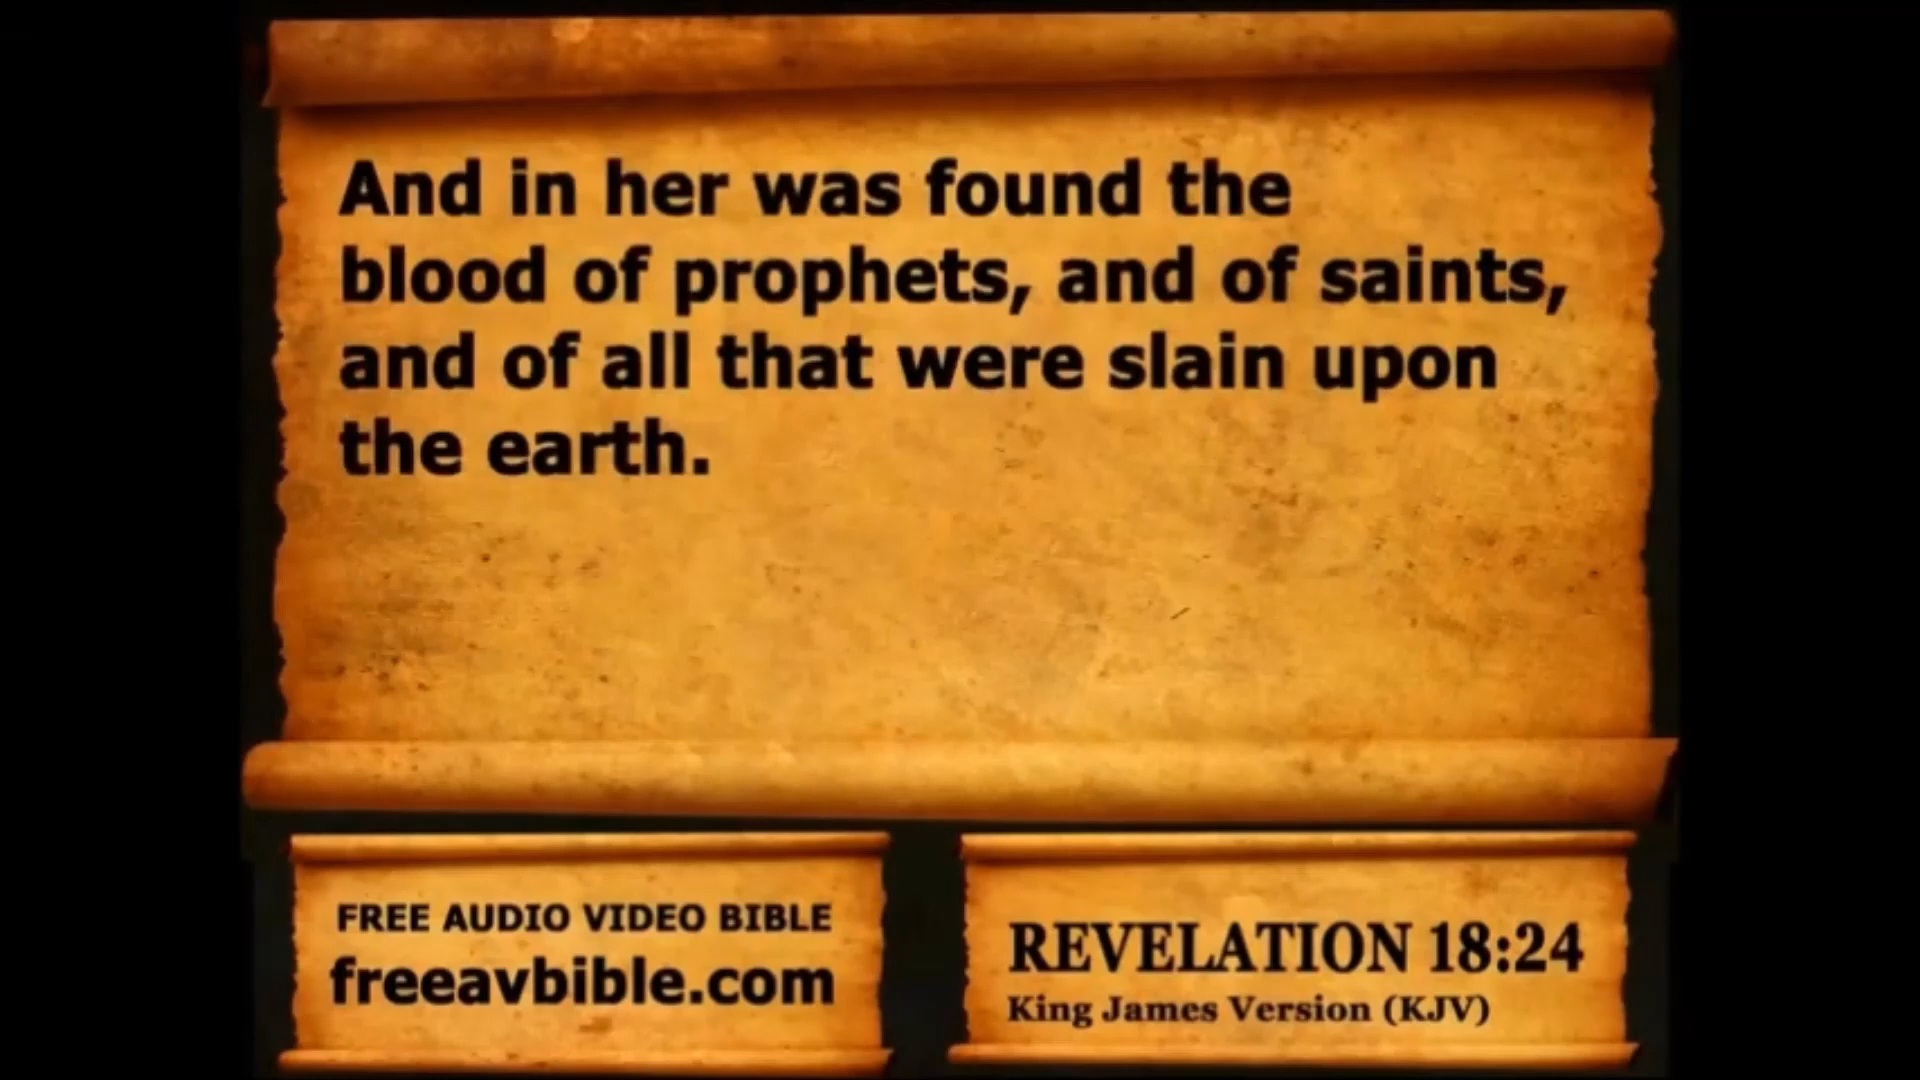 And in her was found the
blood of prophets, and of saints,
and of all that were slain upon
the earth.
FREE AUDIO VIDEO BIBLE
freeavbible.com
REVELATION 18:24
King James Version (KJV)